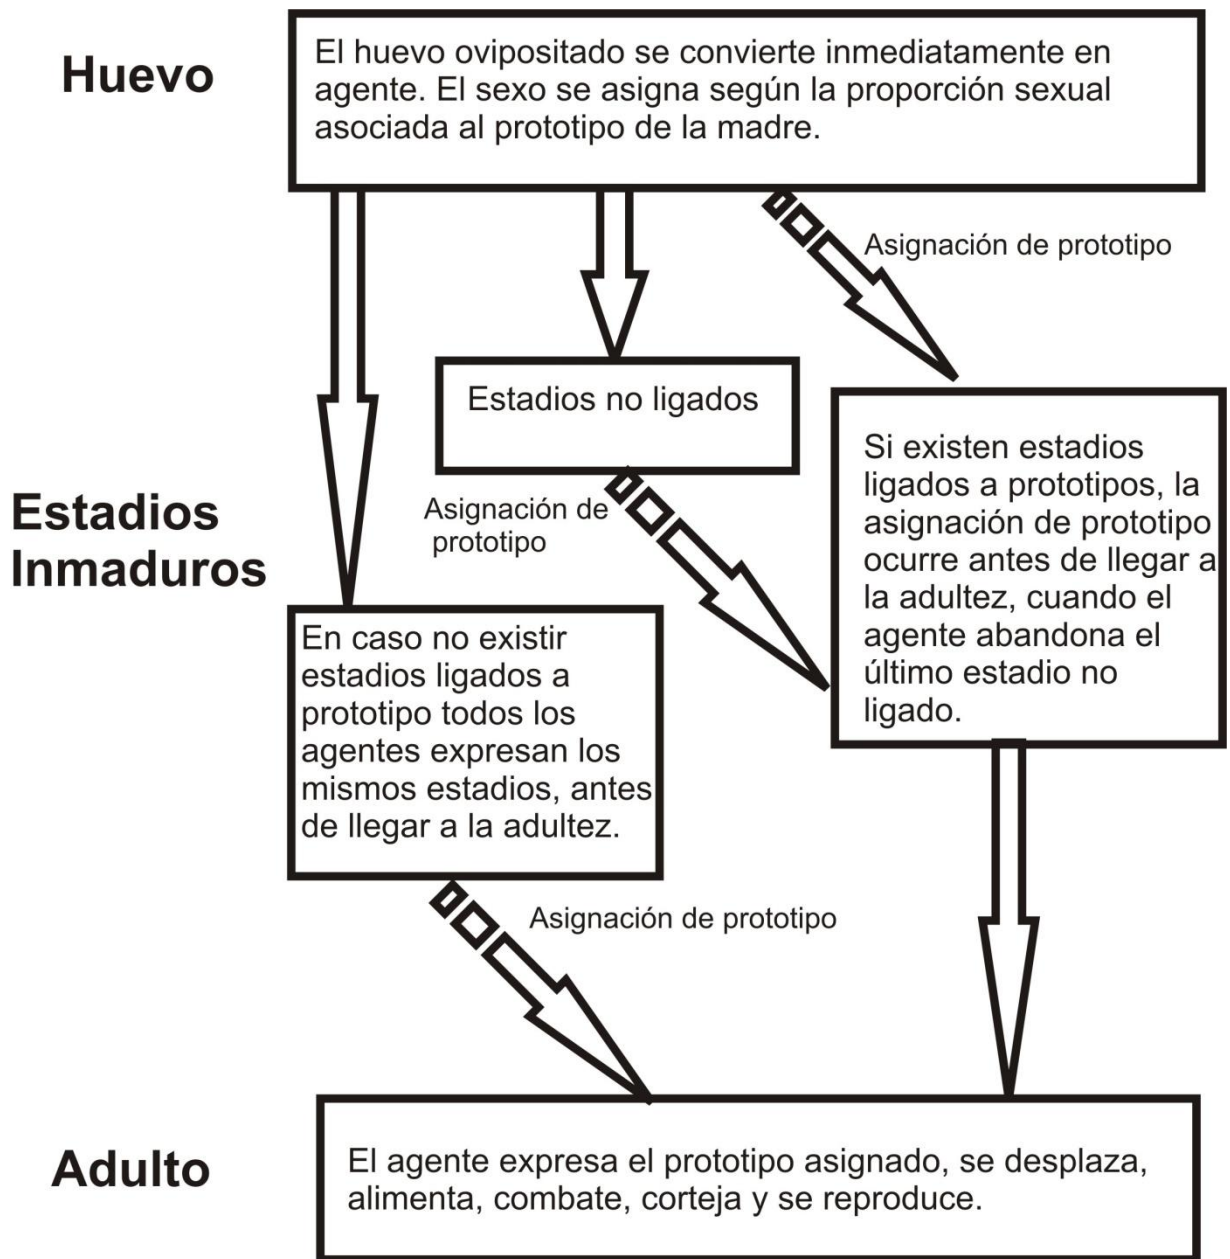 Huevo
El huevo ovipositado se convierte inmediatamente en
agente. El sexo se asigna según la proporción sexual
asociada al prototipo de la madre.
Asignación de prototipo
Estadios no ligados
Asignación de
prototipo
Si existen estadios
ligados a prototipos, la
asignación de prototipo
ocurre antes de llegar a
la adultez, cuando el
agente abandona el
último estadio no
ligado.
Estadios
Inmaduros
En caso no existir
estadios ligados a
prototipo todos los
agentes expresan los
mismos estadios, antes
de llegar a la adultez.
Asignación de prototipo
Adulto
El agente expresa el prototipo asignado, se desplaza,
alimenta, combate, corteja y se reproduce.